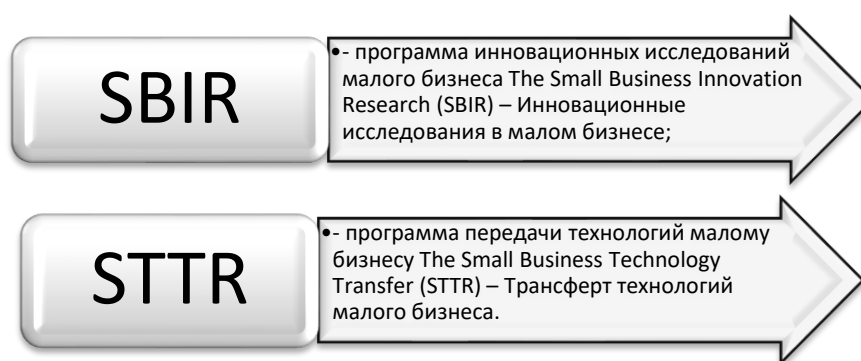 SBIR
•- программа инновационных исследований
малого бизнеса The Small Business Innovation
Research (SBIR) – Инновационные
исследования в малом бизнесе;
STTR
•- программа передачи технологий малому
бизнесу The Small Business Technology
Transfer (STTR) – Трансферт технологий
малого бизнеса.